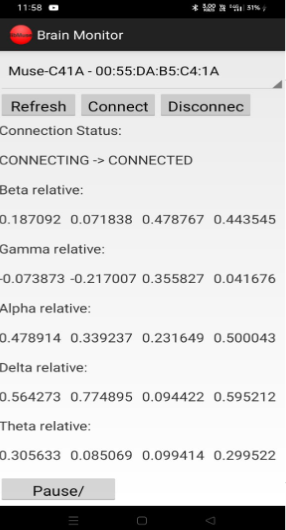 11:58
31%
Brain Monitor
Muse-C41A - 00:55:DA:B5:C4:1A
Refresh Connect Disconnec
Connection Status:
CONNECTING -> CONNECTED
Beta relative:
0.187092 0.071838 0.478767 0.443545
Gamma relative:
-0.073873 -0.217007 0.355827 0.041676
Alpha relative:
0.478914 0.339237 0.231649 0.500043
Delta relative:
0.564273 0.774895 0.094422 0.595212
Theta relative:
0.305633 0.085069 0.099414 0.299522
Pause/